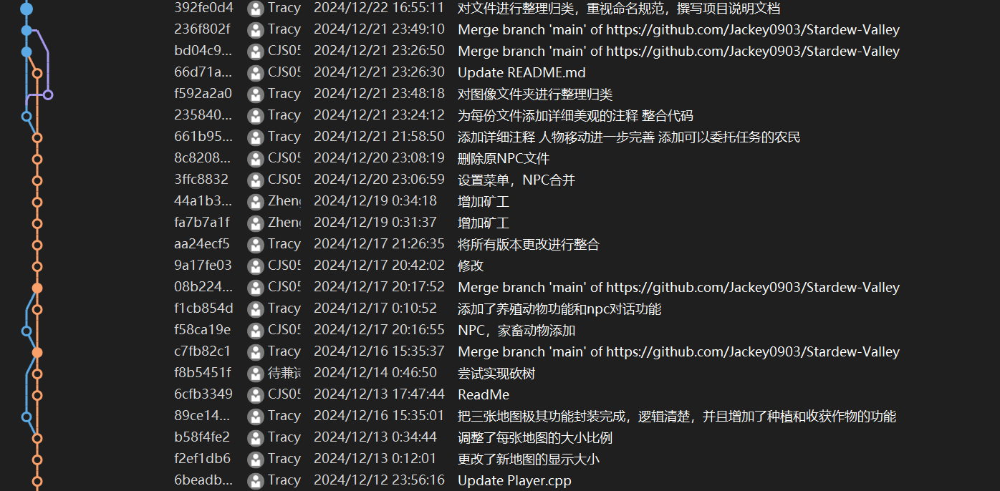 392fe0d4 Tracy 2024/12/22 16:55:11 对文件进行整理归类，重视命名规范，撰写项目说明文档
236f802f Tracy 2024/12/21 23:49:10 Merge branch 'main' of https://github.com/Jackey0903/Stardew-Valley
bd04c9... CJS05 2024/12/21 23:26:50 Merge branch 'main' of https://github.com/Jackey0903/Stardew-Valley
66d71a... CJS05 2024/12/21 23:26:30 Update README.md
f592a2a0 Tracy 2024/12/21 23:48:18 对图像文件夹进行整理归类
235840... Tracy 2024/12/21 23:24:12 为每份文件添加详细美观的注释 整合代码
661b95... Tracy 2024/12/21 21:58:50 添加详细注释 人物移动进一步完善 添加可以委托任务的农民
8c8208... CJS05 2024/12/20 23:08:19 删除原NPC文件
3ffc8832 CJS05 2024/12/20 23:06:59 设置菜单，NPC合并
44a1b3... Zheng 2024/12/19 0:34:18 增加矿工
fa7b7a1f Zheng 2024/12/19 0:31:37 增加矿工
aa24ecf5 Tracy 2024/12/17 21:26:35 将所有版本更改进行整合
9a17fe03 CJS05 2024/12/17 20:42:02 修改
08b224... CJS05 2024/12/17 20:17:52 Merge branch 'main' of https://github.com/Jackey0903/Stardew-Valley
f1cb854d Tracy 2024/12/17 0:10:52 添加了养殖动物功能和npc对话功能
f58ca19e CJS05 2024/12/17 20:16:55 NPC，家畜动物添加
c7fb82c1 Tracy 2024/12/16 15:35:37 Merge branch 'main' of https://github.com/Jackey0903/Stardew-Valley
f8b5451f 待兼 2024/12/14 0:46:50 尝试实现砍树
6cfb3349 CJS05 2024/12/13 17:47:44 ReadMe
89ce14... Tracy 2024/12/16 15:35:01 把三张地图极其功能封装完成，逻辑清楚，并且增加了种植和收获作物的功能
b58f4fe2 Tracy 2024/12/13 0:34:44 调整了每张地图的大小比例
f2ef1db6 Tracy 2024/12/13 0:12:01 更改了新地图的显示大小
6beadb... Tracy 2024/12/12 23:56:16 Update Player.cpp